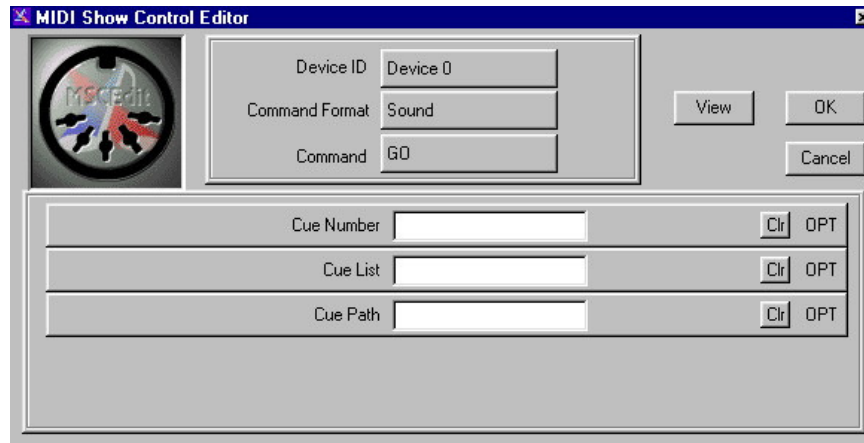 MIDI Show Control Editor
MSCEdit
Device ID Device 0
Command Format Sound
Command GO
View OK
Cancel
Cue Number Clr OPT
Cue List Clr OPT
Cue Path Clr OPT